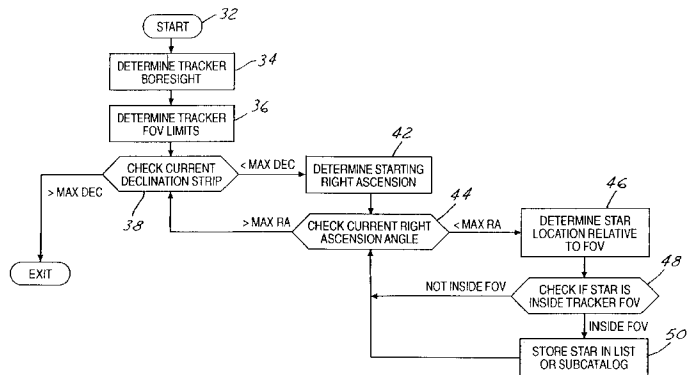 START
32
DETERMINE TRACKER
BORESIGHT
34
DETERMINE TRACKER
FOV LIMITS
36
CHECK CURRENT
DECLINATION STRIP
38
< MAX DEC
> MAX DEC
EXIT
DETERMINE STARTING
RIGHT ASCENSION
42
CHECK CURRENT RIGHT
ASCENSION ANGLE
44
> MAX RA
< MAX RA
DETERMINE STAR
LOCATION RELATIVE
TO FOV
46
CHECK IF STAR IS
INSIDE TRACKER FOV
48
NOT INSIDE FOV
INSIDE FOV
STORE STAR IN LIST
OR SUBCATALOG
50